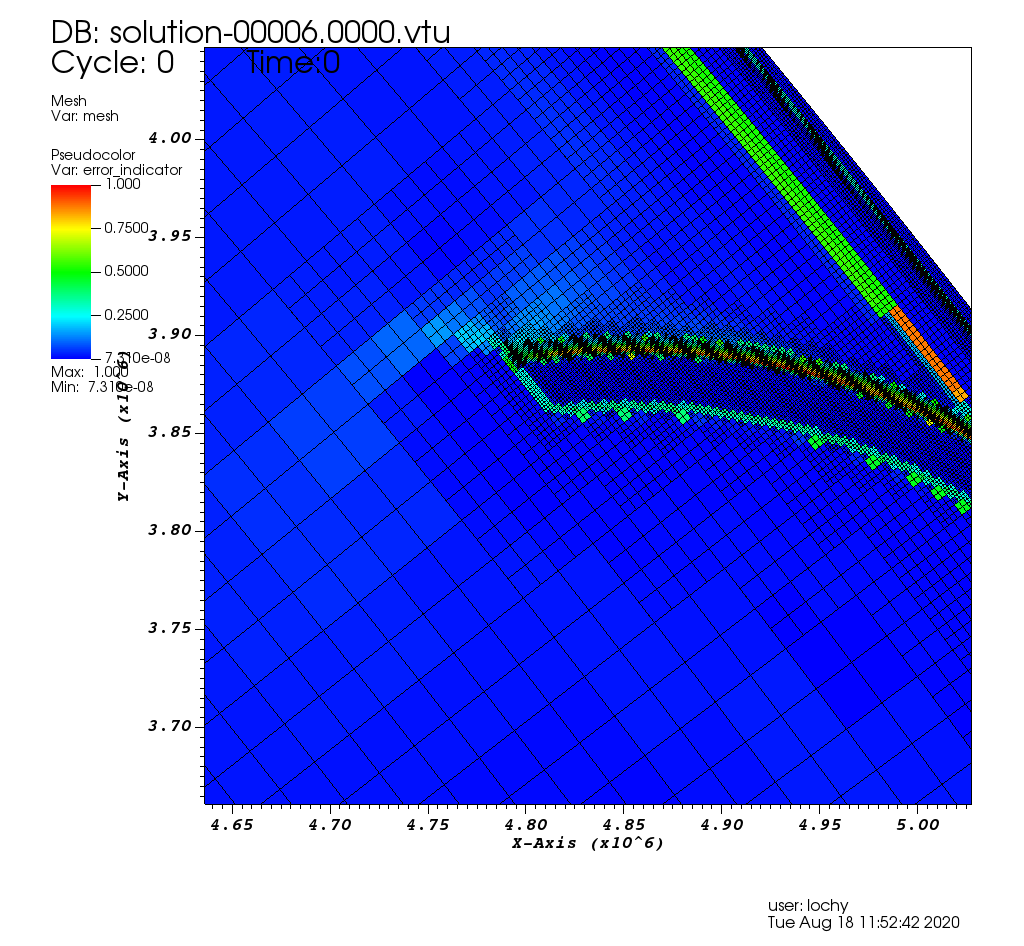 DB: solution-00006.0000.vtu
Cycle: 0 Time:0
Mesh
Var: mesh
Pseudocolor
Var: error_indicator
1.000
0.7500
0.5000
0.2500
7.310e-08
Max: 1.000
Min: 7.310e-08
Y-Axis (x10^6)
4.00
3.95
3.90
3.85
3.80
3.75
3.70
4.65 4.70 4.75 4.80 4.85 4.90 4.95 5.00
X-Axis (x10^6)
user: lochy
Tue Aug 18 11:52:42 2020